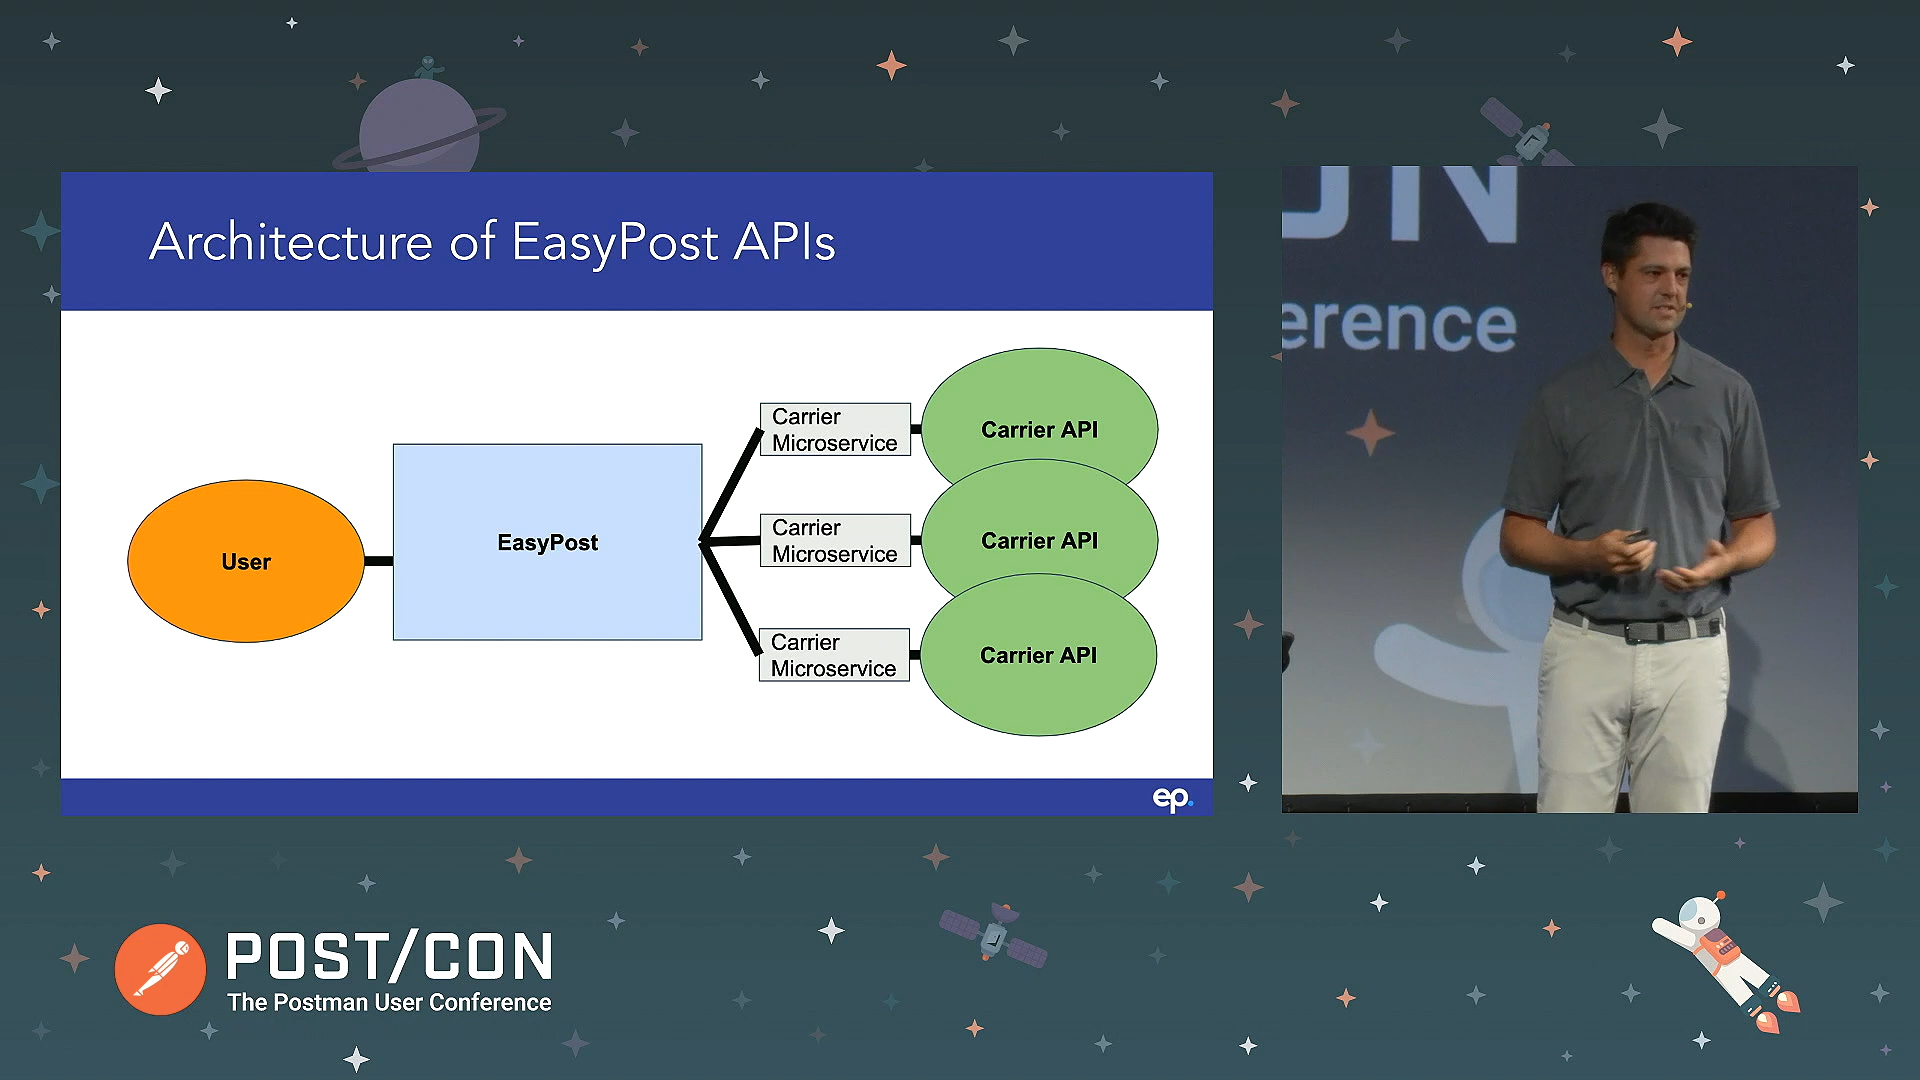 Architecture of EasyPost APIs
User
EasyPost
Carrier
Microservice
Carrier API
Carrier
Microservice
Carrier API
Carrier
Microservice
Carrier API
ep.
ON
erence
POST/CON
The Postman User Conference